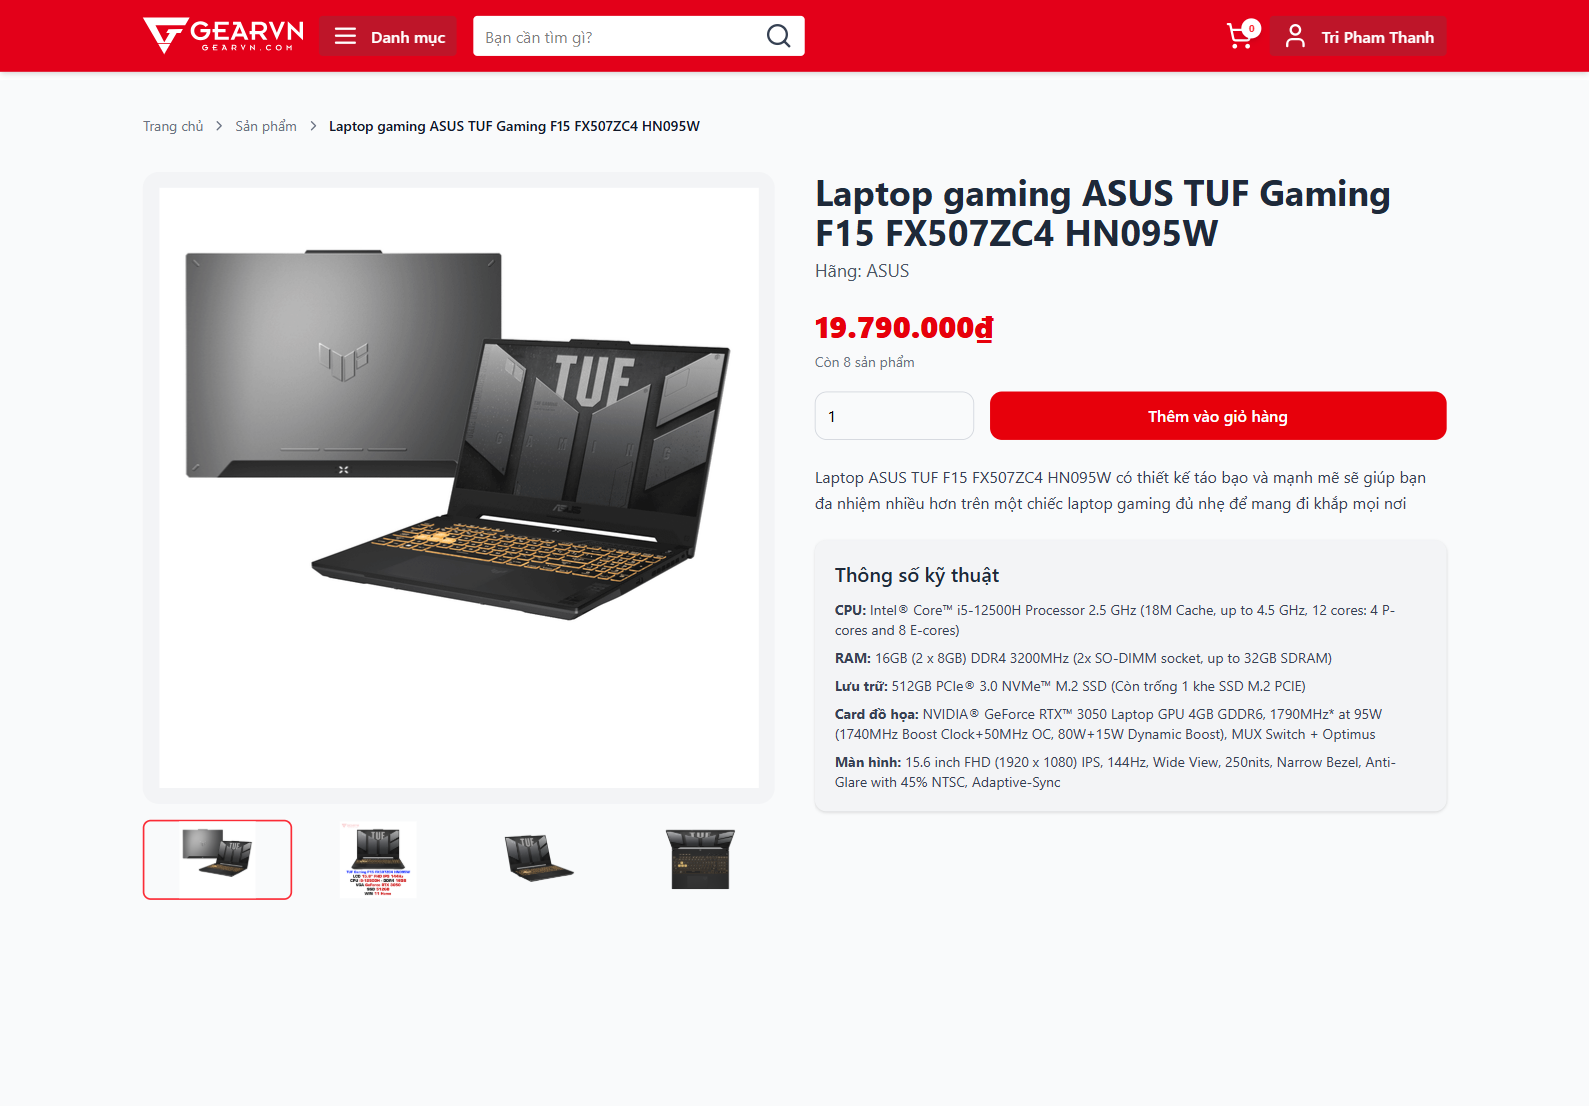 GEARVN
GEARVN.COM
Danh mục
Bạn cần tìm gì?
0
Tri Pham Thanh
Trang chủ
Sản phẩm
Laptop gaming ASUS TUF Gaming F15 FX507ZC4 HN095W
Laptop gaming ASUS TUF Gaming
F15 FX507ZC4 HN095W
Hãng: ASUS
19.790.000₫
Còn 8 sản phẩm
1
Thêm vào giỏ hàng
Laptop ASUS TUF F15 FX507ZC4 HN095W có thiết kế táo bạo và mạnh mẽ sẽ giúp bạn
đa nhiệm nhiều hơn trên một chiếc laptop gaming đủ nhẹ để mang đi khắp mọi nơi
Thông số kỹ thuật
CPU: Intel® Core™ i5-12500H Processor 2.5 GHz (18M Cache, up to 4.5 GHz, 12 cores: 4 P-
cores and 8 E-cores)
RAM: 16GB (2 x 8GB) DDR4 3200MHz (2x SO-DIMM socket, up to 32GB SDRAM)
Lưu trữ: 512GB PCIe® 3.0 NVMe™ M.2 SSD (Còn trống 1 khe SSD M.2 PCIE)
Card đồ họa: NVIDIA® GeForce RTX™ 3050 Laptop GPU 4GB GDDR6, 1790MHz* at 95W
(1740MHz Boost Clock+50MHz OC, 80W+15W Dynamic Boost), MUX Switch + Optimus
Màn hình: 15.6 inch FHD (1920 x 1080) IPS, 144Hz, Wide View, 250nits, Narrow Bezel, Anti-
Glare with 45% NTSC, Adaptive-Sync
TUF
GAMING